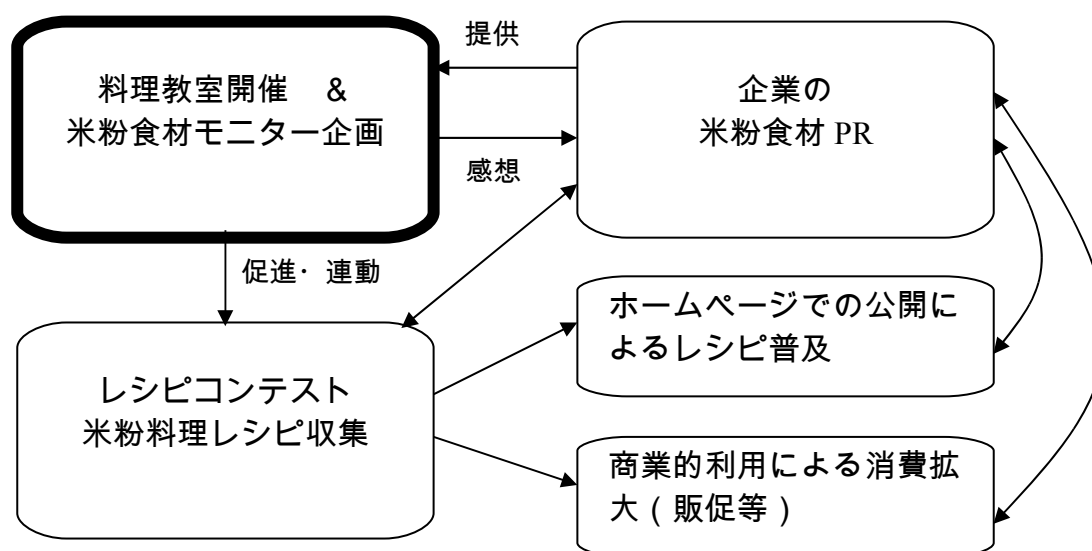 提供
料理教室開催　＆
米粉食材モニター企画
企業の
米粉食材 PR
感想
促進・ 連動
ホームページでの公開に
よるレシピ普及
レシピコンテスト
米粉料理レシピ収集
商業的利用による消費拡
大（販促等）